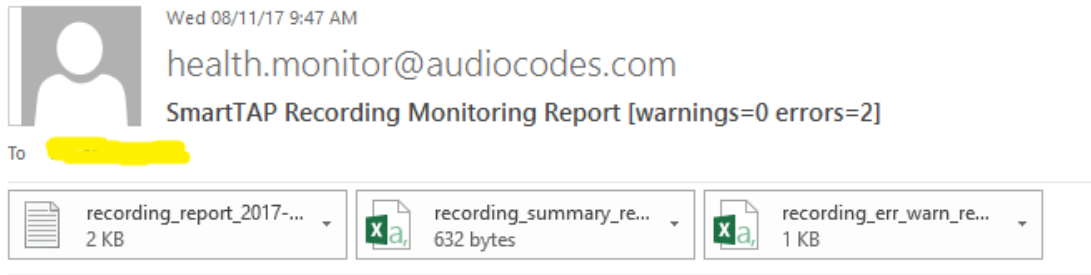 Wed 08/11/17 9:47 AM
health.monitor@audiocodes.com
SmartTAP Recording Monitoring Report [warnings=0 errors=2]
To
recording_report_2017-... recording_summary_re... recording_err_warn_re...
2 KB 632 bytes 1 KB